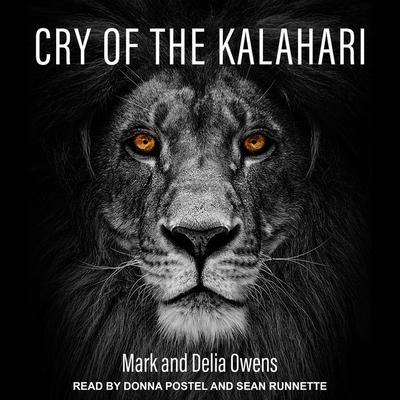 CRY OF THE KALAHARI
Mark and Delia Owens
READ BY DONNA POSTEL AND SEAN RUNNETTE